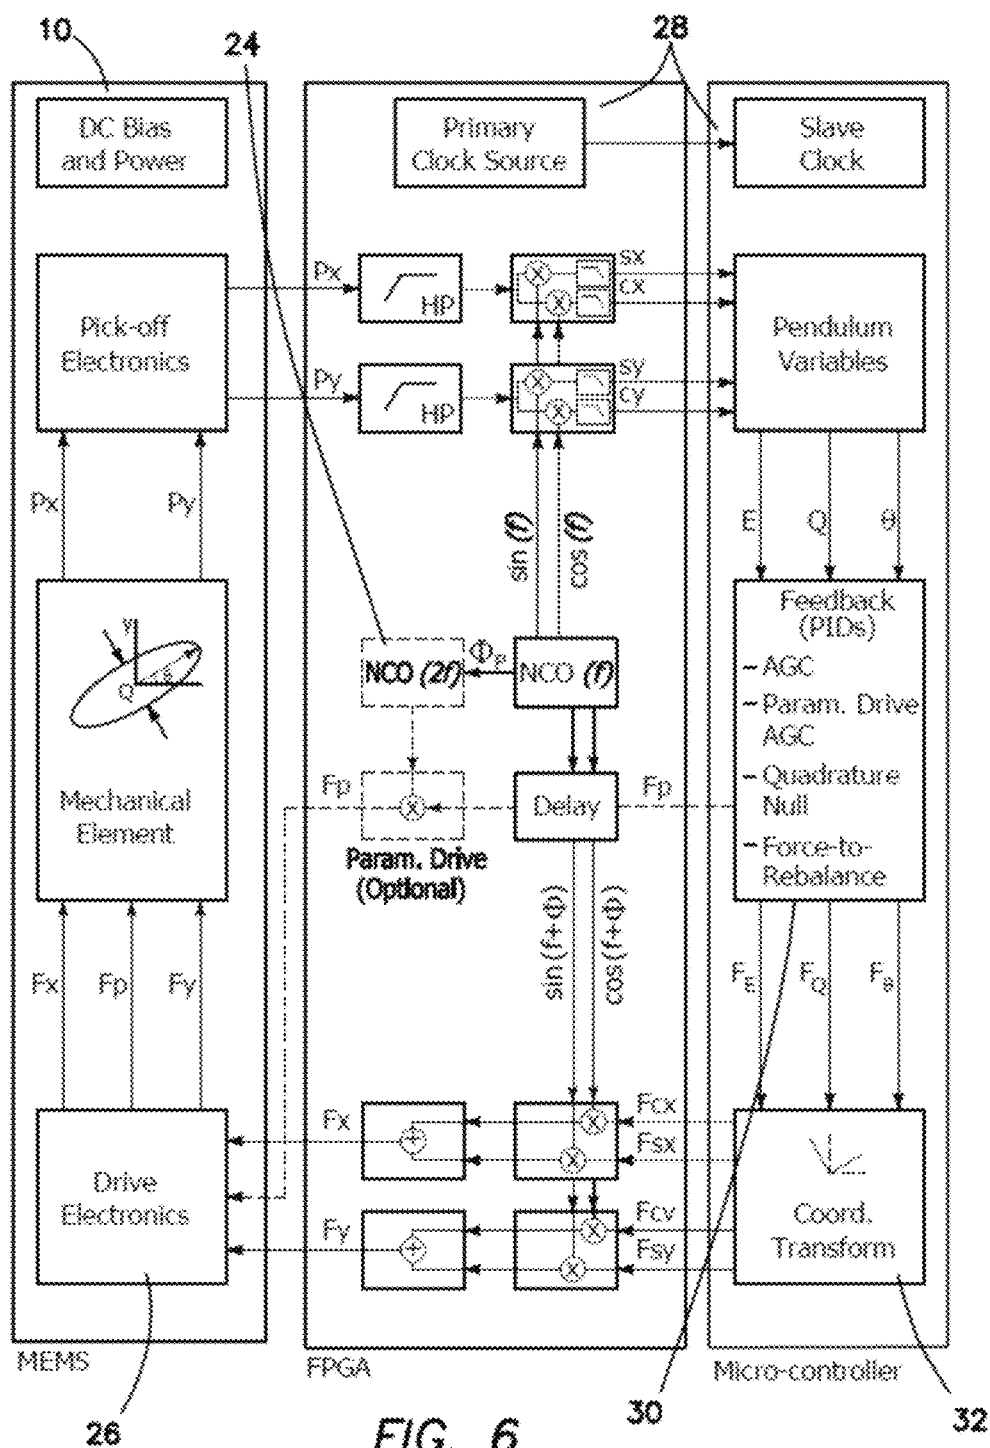 10
24
28
DC Bias
and Power
Primary
Clock Source
Slave
Clock
Pick-off
Electronics
Px
HP
sx
cx
Py
HP
sy
cy
Pendulum
Variables
Px
Py
sin (f)
cos (f)
E
Q
θ
y
Q
Mechanical
Element
NCO (2f)
Φp
NCO (f)
Fp
Delay
Fp
Param. Drive
(Optional)
Feedback
(PIDs)
- AGC
- Param. Drive
AGC
- Quadrature
Null
- Force-to-
Rebalance
sin (f+Φ)
cos (f+Φ)
Fx
Fp
Fy
FE
FQ
Fθ
Drive
Electronics
Fx
Fcx
Fsx
Fy
Fcv
Fsy
Coord.
Transform
MEMS
FPGA
Micro-controller
26
FIG. 6
30
32